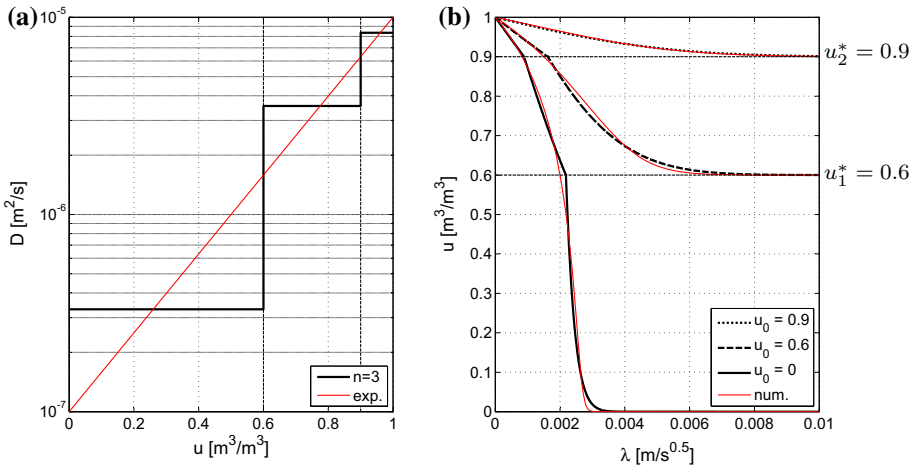 (a)
10^-5
10^-6
10^-7
D [m^2/s]
0
0.2
0.4
0.6
0.8
1
u [m^3/m^3]
n=3
exp.
(b)
1
0.9
0.8
0.7
0.6
0.5
0.4
0.3
0.2
0.1
0
u [m^3/m^3]
0
0.002
0.004
0.006
0.008
0.01
λ [m/s^0.5]
u_2^* = 0.9
u_1^* = 0.6
u_0 = 0.9
u_0 = 0.6
u_0 = 0
num.